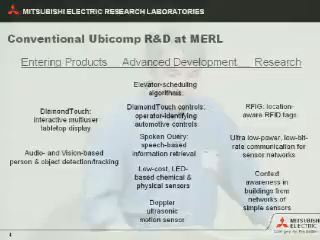 MITSUBISHI ELECTRIC RESEARCH LABORATORIES
Conventional Ubicomp R&D at MERL
Entering Products Advanced Development Research
Elevator-scheduling
algorithms
DiamondTouch:
interactive multiuser
tabletop display
DiamondTouch controls:
operator-identifying
automotive controls
RFIG: location-
aware RFID tags
Spoken Query:
speech-based
information retrieval
Ultra low-power, low-bit-
rate communication for
sensor networks
Audio- and Vision-based
person & object detection/tracking
Low-cost, LED-
based chemical &
physical sensors
Context
awareness in
buildings from
networks of
simple sensors
Doppler
ultrasonic
motion sensor
MITSUBISHI
ELECTRIC